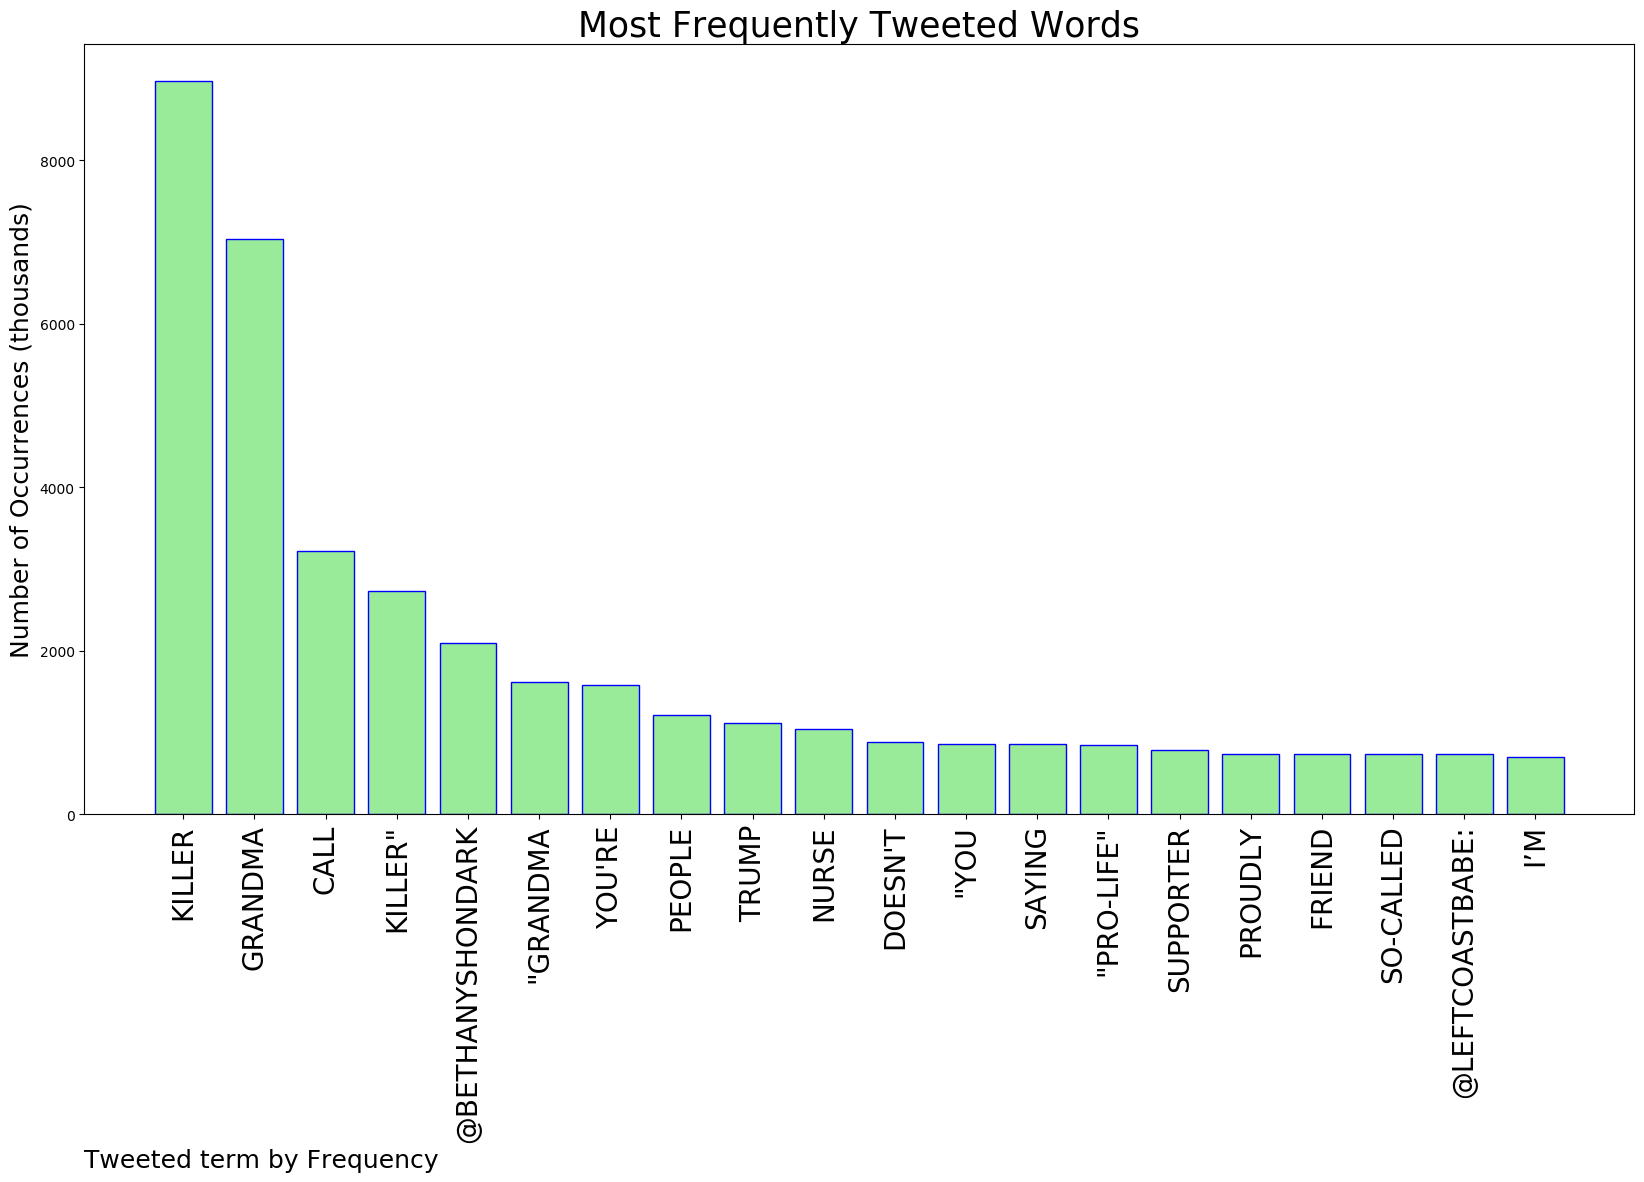 Most Frequently Tweeted Words
Number of Occurrences (thousands)
8000
6000
4000
2000
0
KILLER
GRANDMA
CALL
KILLER"
@BETHANYSHONDARK
"GRANDMA
YOU'RE
PEOPLE
TRUMP
NURSE
DOESN'T
"YOU
SAYING
"PRO-LIFE"
SUPPORTER
PROUDLY
FRIEND
SO-CALLED
@LEFTCOASTBABE:
I’M
Tweeted term by Frequency